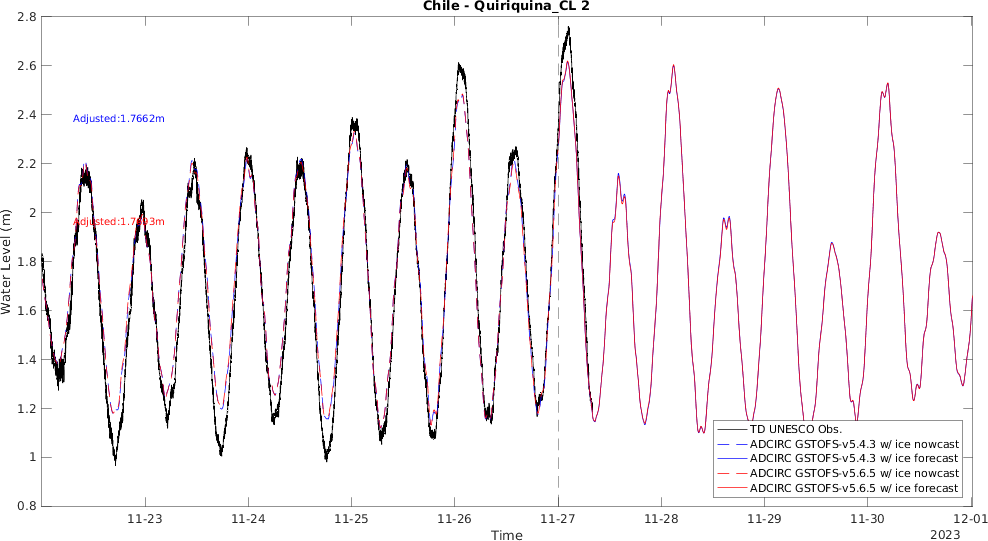 Chile - Quiriquina_CL 2
Water Level (m)
2.8
2.6
2.4
2.2
2
1.8
1.6
1.4
1.2
1
0.8
Adjusted:1.7662m
TD UNESCO Obs.
ADCIRC GSTOFS-v5.4.3 w/ ice nowcast
ADCIRC GSTOFS-v5.4.3 w/ ice forecast
ADCIRC GSTOFS-v5.6.5 w/ ice nowcast
ADCIRC GSTOFS-v5.6.5 w/ ice forecast
11-23 11-24 11-25 11-26 11-27 11-28 11-29 11-30 12-01
Time
2023